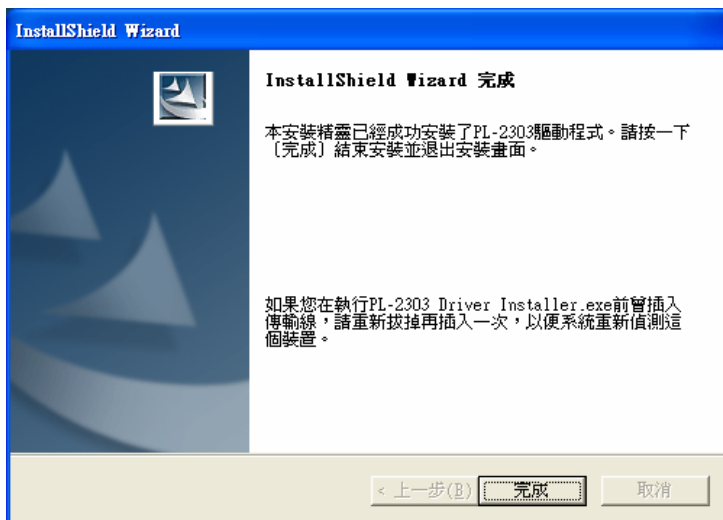 InstallShield Wizard
InstallShield Wizard 完成
本安裝精靈已經成功安裝了PL-2303驅動程式。請按一下
〔完成〕結束安裝並退出安裝畫面。
如果您在執行PL-2303 Driver Installer.exe前曾插入
傳輸線，請重新拔掉再插入一次，以便系統重新偵測這
個裝置。
< 上一步(B)
完成
取消